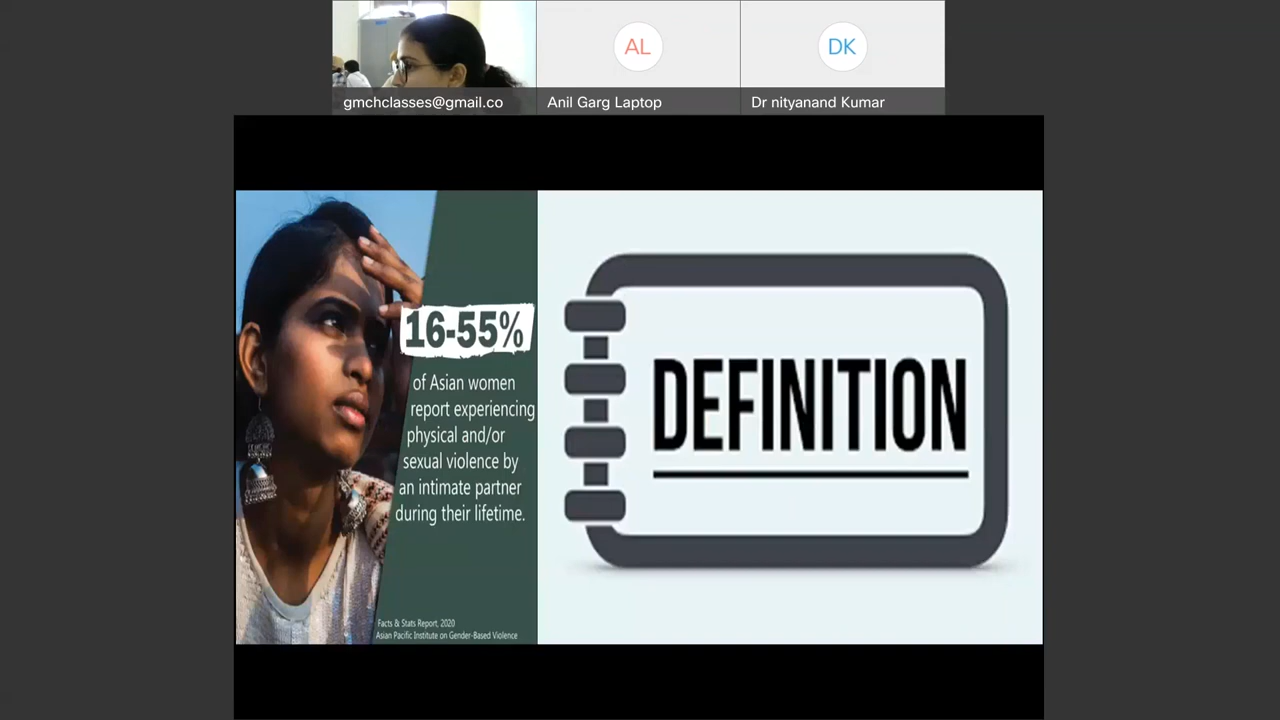 gmchclasses@gmail.co
AL
Anil Garg Laptop
DK
Dr nityanand Kumar
16-55%
of Asian women
report experiencing
physical and/or
sexual violence by
an intimate partner
during their lifetime.
Facts & Stats Report, 2020
Asian Pacific Institute on Gender-Based Violence
DEFINITION